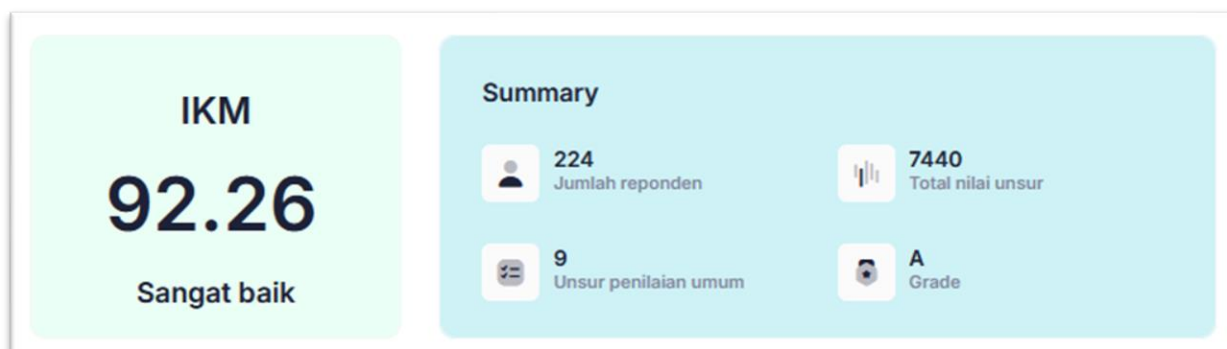 IKM
92.26
Sangat baik
Summary
224
Jumlah reponden
7440
Total nilai unsur
9
Unsur penilaian umum
A
Grade